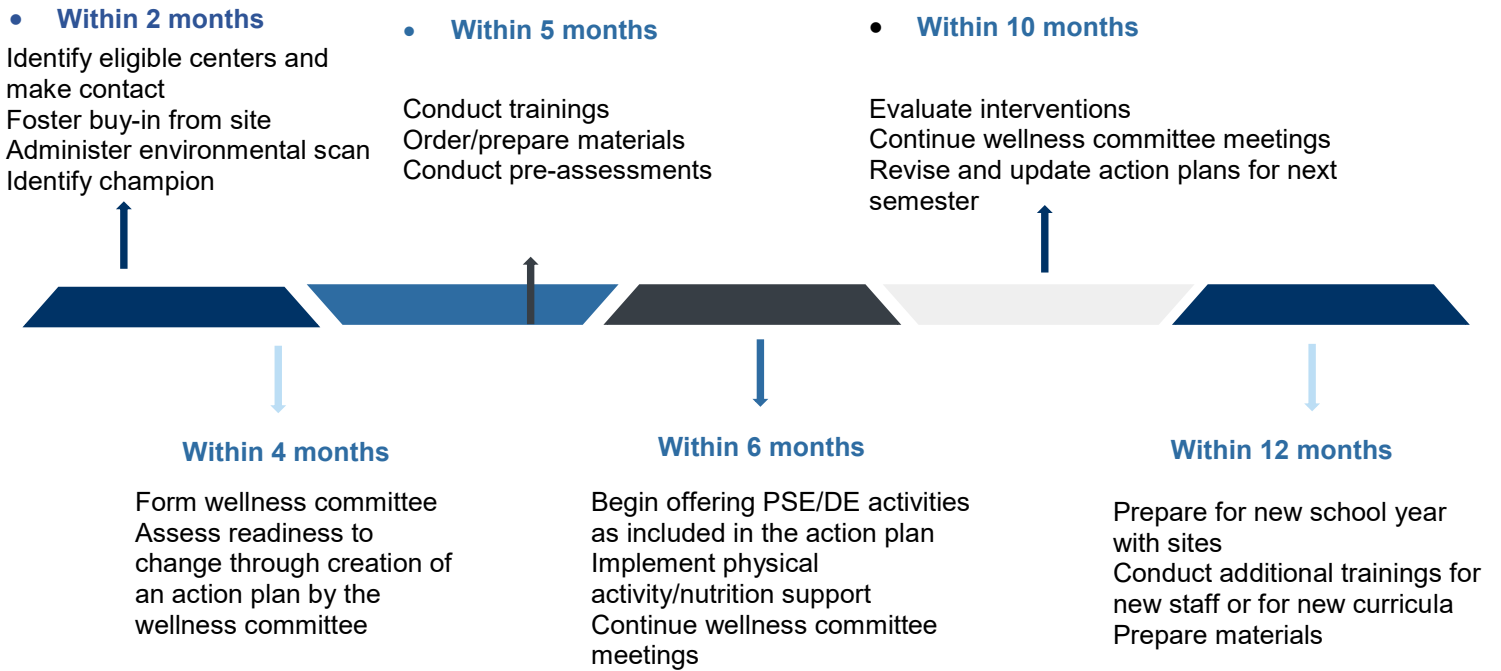 • Within 2 months
Identify eligible centers and
make contact
Foster buy-in from site
Administer environmental scan
Identify champion
• Within 5 months
Conduct trainings
Order/prepare materials
Conduct pre-assessments
• Within 10 months
Evaluate interventions
Continue wellness committee meetings
Revise and update action plans for next
semester
Within 4 months
Form wellness committee
Assess readiness to
change through creation of
an action plan by the
wellness committee
Within 6 months
Begin offering PSE/DE activities
as included in the action plan
Implement physical
activity/nutrition support
Continue wellness committee
meetings
Within 12 months
Prepare for new school year
with sites
Conduct additional trainings for
new staff or for new curricula
Prepare materials